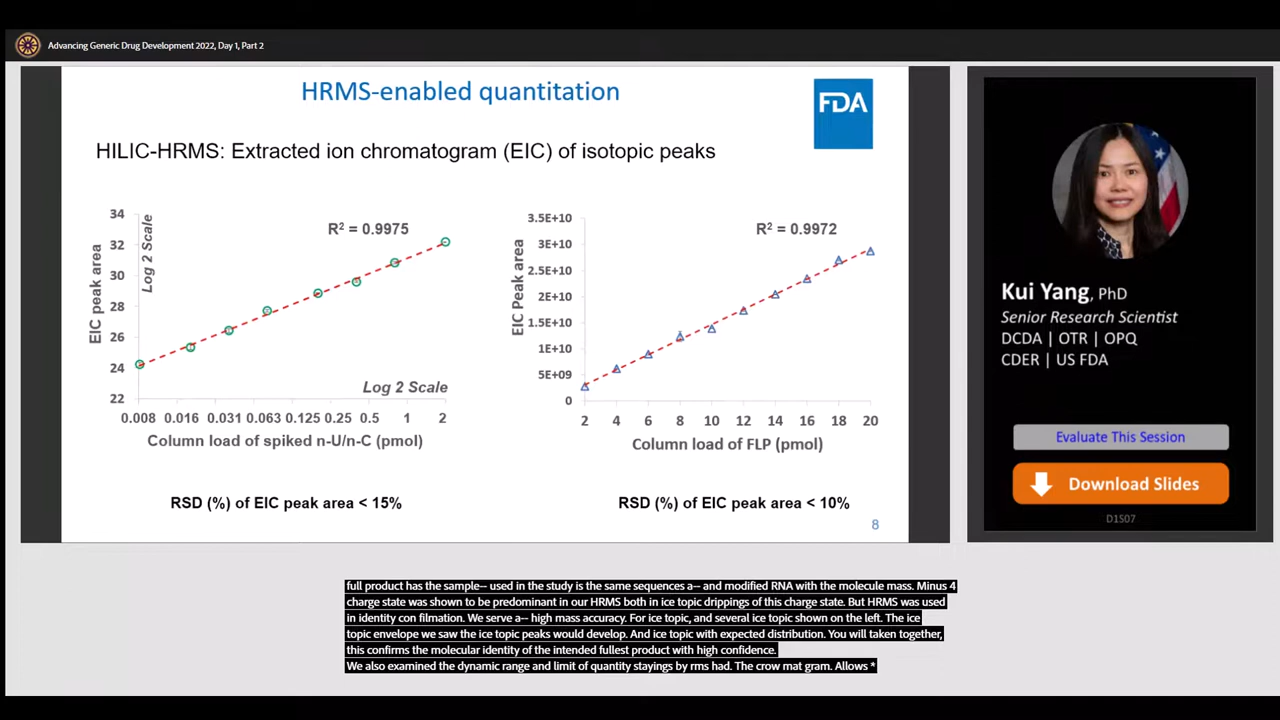 Advancing Generic Drug Development 2022, Day 1, Part 2
HRMS-enabled quantitation
FDA
HILIC-HRMS: Extracted ion chromatogram (EIC) of isotopic peaks
34
32
30
28
26
24
22
EIC peak area
Log 2 Scale
R² = 0.9975
Log 2 Scale
0.008 0.016 0.031 0.063 0.125 0.25 0.5 1 2
Column load of spiked n-U/n-C (pmol)
RSD (%) of EIC peak area < 15%
3.5E+10
3E+10
2.5E+10
2E+10
1.5E+10
1E+10
5E+09
0
EIC Peak area
R² = 0.9972
2 4 6 8 10 12 14 16 18 20
Column load of FLP (pmol)
RSD (%) of EIC peak area < 10%
8
Kui Yang, PhD
Senior Research Scientist
DCDA | OTR | OPQ
CDER | US FDA
Evaluate This Session
Download Slides
D1S07
full product has the sample-- used in the study is the same sequences a-- and modified RNA with the molecule mass. Minus 4
charge state was shown to be predominant in our HRMS both in ice topic drippings of this charge state. But HRMS was used
in identity con filmation. We serve a-- high mass accuracy. For ice topic, and several ice topic shown on the left. The ice
topic envelope we saw the ice topic peaks would develop. And ice topic with expected distribution. You will taken together,
this confirms the molecular identity of the intended fullest product with high confidence.
We also examined the dynamic range and limit of quantity stayings by rms had. The crow mat gram. Allows *